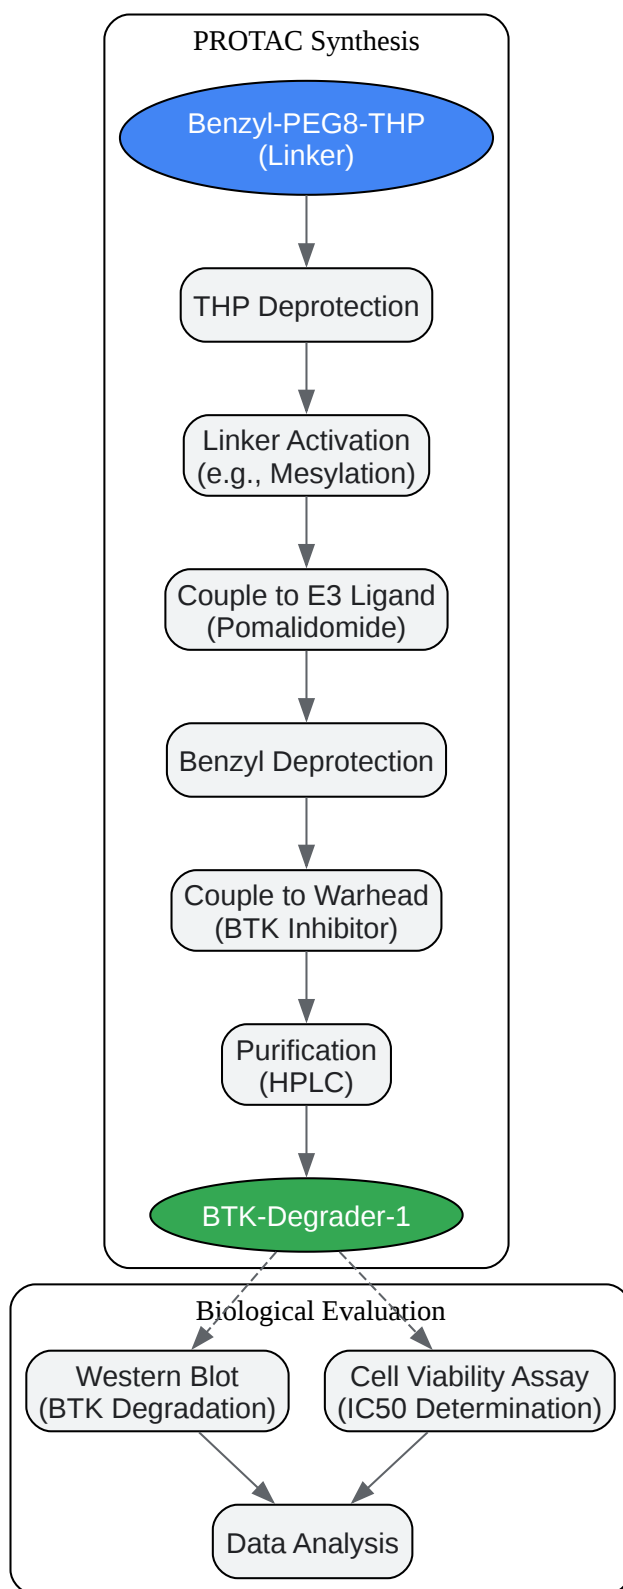 PROTAC Synthesis
Benzyl-PEG8-THP
(Linker)
THP Deprotection
Linker Activation
(e.g., Mesylation)
Couple to E3 Ligand
(Pomalidomide)
Benzyl Deprotection
Couple to Warhead
(BTK Inhibitor)
Purification
(HPLC)
BTK-Degrader-1
Biological Evaluation
Western Blot
(BTK Degradation)
Cell Viability Assay
(IC50 Determination)
Data Analysis